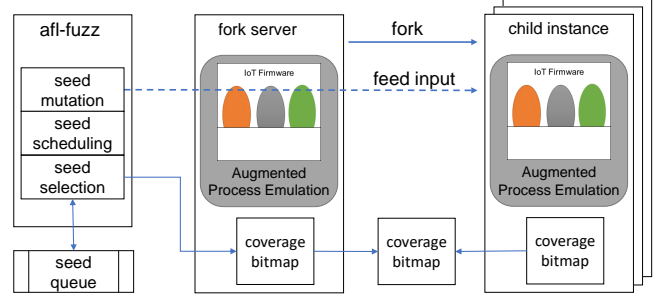 afl-fuzz
seed
mutation
seed
scheduling
seed
selection
seed
queue
fork server
IoT Firmware
Augmented
Process Emulation
coverage
bitmap
fork
feed input
coverage
bitmap
child instance
IoT Firmware
Augmented
Process Emulation
coverage
bitmap